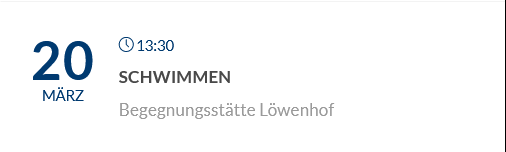 20
MÄRZ
13:30
SCHWIMMEN
Begegnungsstätte Löwenhof